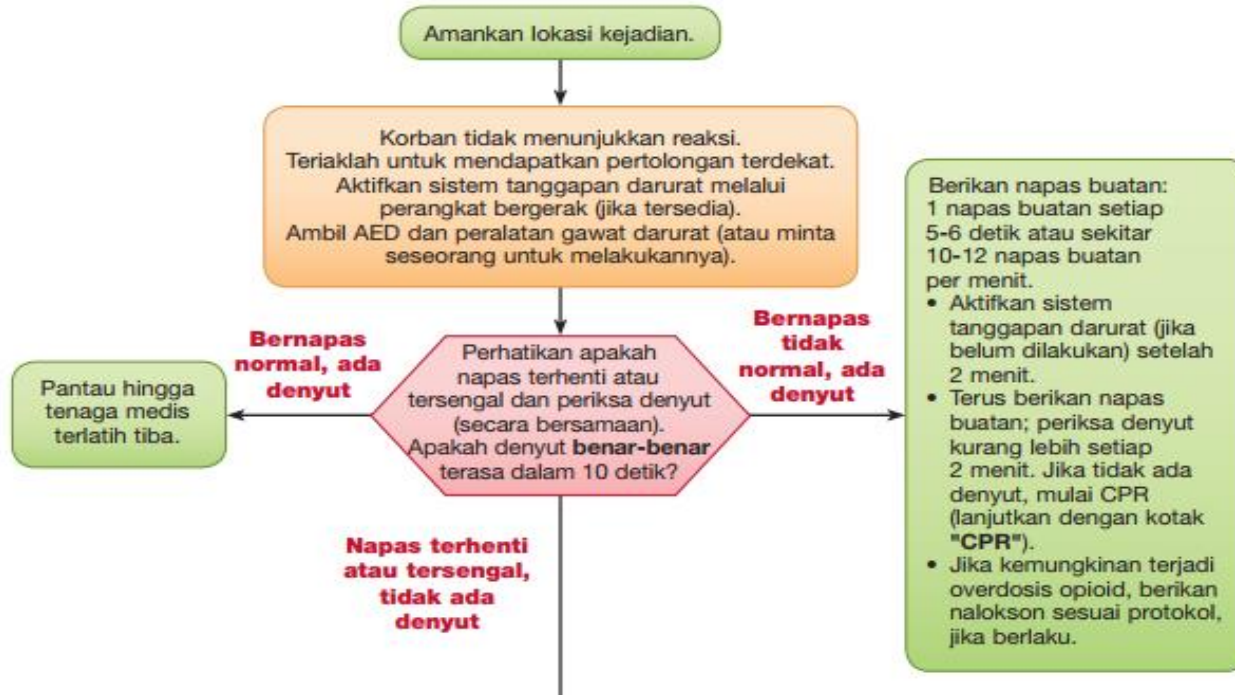 Amankan lokasi kejadian.
Korban tidak menunjukkan reaksi.
Teriaklah untuk mendapatkan pertolongan terdekat.
Aktifkan sistem tanggapan darurat melalui
perangkat bergerak (jika tersedia).
Ambil AED dan peralatan gawat darurat (atau minta
seseorang untuk melakukannya).
Bernapas
normal, ada
denyut
Pantau hingga
tenaga medis
terlatih tiba.
Perhatikan apakah
napas terhenti atau
tersengal dan periksa denyut
(secara bersamaan).
Apakah denyut benar-benar
terasa dalam 10 detik?
Bernapas
tidak
normal, ada
denyut
Berikan napas buatan:
1 napas buatan setiap
5-6 detik atau sekitar
10-12 napas buatan
per menit.
• Aktifkan sistem
tanggapan darurat (jika
belum dilakukan) setelah
2 menit.
• Terus berikan napas
buatan; periksa denyut
kurang lebih setiap
2 menit. Jika tidak ada
denyut, mulai CPR
(lanjutkan dengan kotak
"CPR").
• Jika kemungkinan terjadi
overdosis opioid, berikan
nalokson sesuai protokol,
jika berlaku.
Napas terhenti
atau tersengal,
tidak ada
denyut